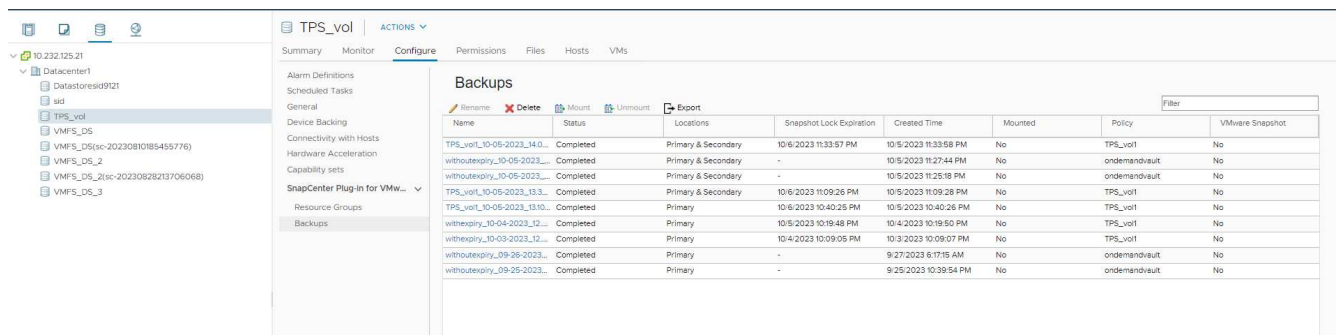 TPS_vol ACTIONS
Summary Monitor Configure Permissions Files Hosts VMs
10.232.125.21
Datacenter1
Datastoresid9121
sid
TPS_vol
VMFS_DS
VMFS_DS(sc-20230810185455776)
VMFS_DS_2
VMFS_DS_2(sc-20230828213706068)
VMFS_DS_3
Alarm Definitions
Scheduled Tasks
General
Device Backing
Connectivity with Hosts
Hardware Acceleration
Capability sets
SnapCenter Plug-in for VMw...
Resource Groups
Backups
Backups
Rename Delete Mount Unmount Export Filter
Name Status Locations Snapshot Lock Expiration Created Time Mounted Policy VMware Snapshot
TPS_vol1_10-05-2023_14.0... Completed Primary & Secondary 10/6/2023 11:33:57 PM 10/5/2023 11:33:58 PM No TPS_vol1 No
withoutexpiry_10-05-2023_... Completed Primary & Secondary - 10/5/2023 11:27:44 PM No ondemandvault No
withoutexpiry_10-05-2023_... Completed Primary & Secondary - 10/5/2023 11:25:18 PM No ondemandvault No
TPS_vol1_10-05-2023_13.3... Completed Primary & Secondary 10/6/2023 11:09:26 PM 10/5/2023 11:09:28 PM No TPS_vol1 No
TPS_vol1_10-05-2023_13.10... Completed Primary 10/6/2023 10:40:25 PM 10/5/2023 10:40:26 PM No TPS_vol1 No
withexpiry_10-04-2023_12.... Completed Primary 10/5/2023 10:19:48 PM 10/4/2023 10:19:50 PM No TPS_vol1 No
withexpiry_10-03-2023_12.... Completed Primary 10/4/2023 10:09:05 PM 10/3/2023 10:09:07 PM No TPS_vol1 No
withoutexpiry_09-26-2023... Completed Primary - 9/27/2023 6:17:15 AM No ondemandvault No
withoutexpiry_09-25-2023... Completed Primary - 9/25/2023 10:39:54 PM No ondemandvault No